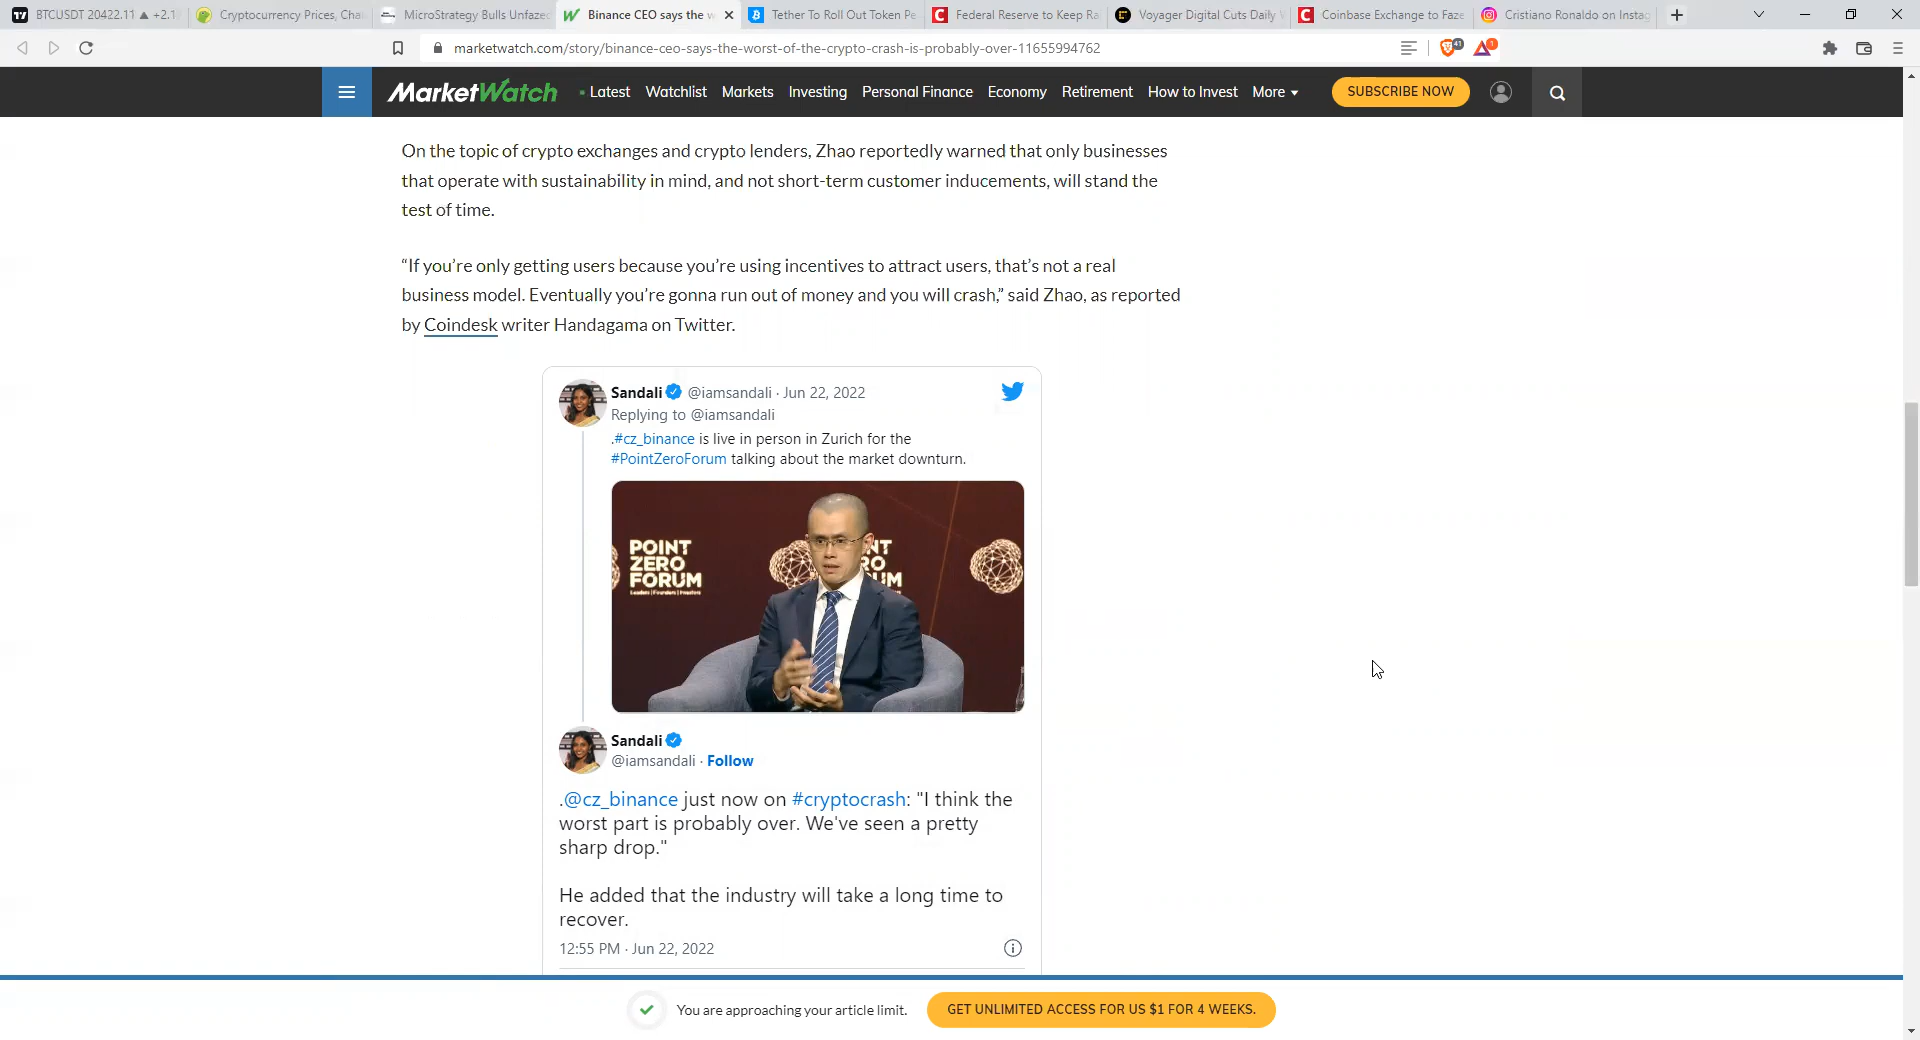 BTCUSDT 20422.11 ▲ +2.1
Cryptocurrency Prices, Cha
MicroStrategy Bulls Unfazed
Binance CEO says the w
Tether To Roll Out Token Pe
Federal Reserve to Keep Ra
Voyager Digital Cuts Daily
Coinbase Exchange to Faze
Cristiano Ronaldo on Instag
marketwatch.com/story/binance-ceo-says-the-worst-of-the-crypto-crash-is-probably-over-11655994762
41
1
MarketWatch
Latest Watchlist Markets Investing Personal Finance Economy Retirement How to Invest More
SUBSCRIBE NOW
On the topic of crypto exchanges and crypto lenders, Zhao reportedly warned that only businesses
that operate with sustainability in mind, and not short-term customer inducements, will stand the
test of time.
“If you’re only getting users because you’re using incentives to attract users, that’s not a real
business model. Eventually you’re gonna run out of money and you will crash,” said Zhao, as reported
by Coindesk writer Handagama on Twitter.
Sandali @iamsandali · Jun 22, 2022
Replying to @iamsandali
.#cz_binance is live in person in Zurich for the
#PointZeroForum talking about the market downturn.
POINT
ZERO
FORUM
Leaders | Founders | Investors
NT
RO
UM
Sandali
@iamsandali · Follow
.@cz_binance just now on #cryptocrash: "I think the
worst part is probably over. We've seen a pretty
sharp drop."
He added that the industry will take a long time to
recover.
12:55 PM · Jun 22, 2022
You are approaching your article limit.
GET UNLIMITED ACCESS FOR US $1 FOR 4 WEEKS.